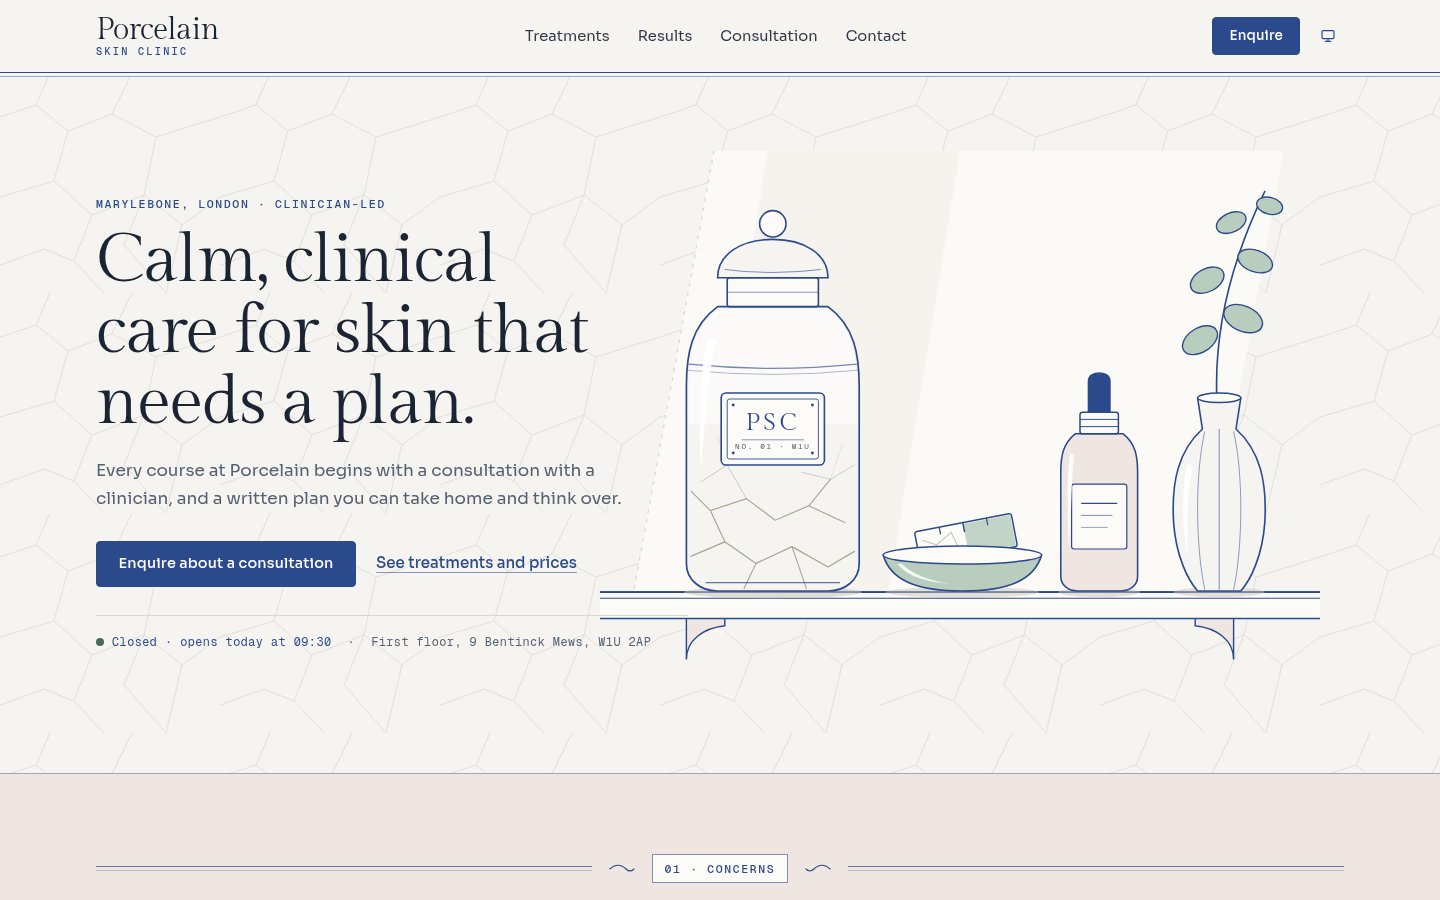 Porcelain
SKIN CLINIC
Treatments
Results
Consultation
Contact
Enquire
MARYLEBONE, LONDON · CLINICIAN-LED
Calm, clinical
care for skin that
needs a plan.
Every course at Porcelain begins with a consultation with a
clinician, and a written plan you can take home and think over.
Enquire about a consultation
See treatments and prices
Closed · opens today at 09:30 · First floor, 9 Bentinck Mews, W1U 2AP
PSC
NO. 01 · W1U
01 · CONCERNS